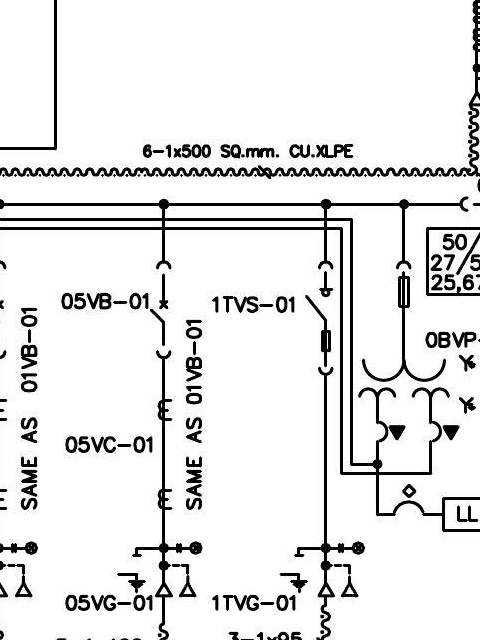 6-1x500 SQ.mm. CU.XLPE
50/
27/5
25,67
05VB-01
1TVS-01
01VB-01
SAME AS
01VB-01
SAME AS
0BVP-
Y
Y
05VC-01
LL
05VG-01
1TVG-01
3-1x95